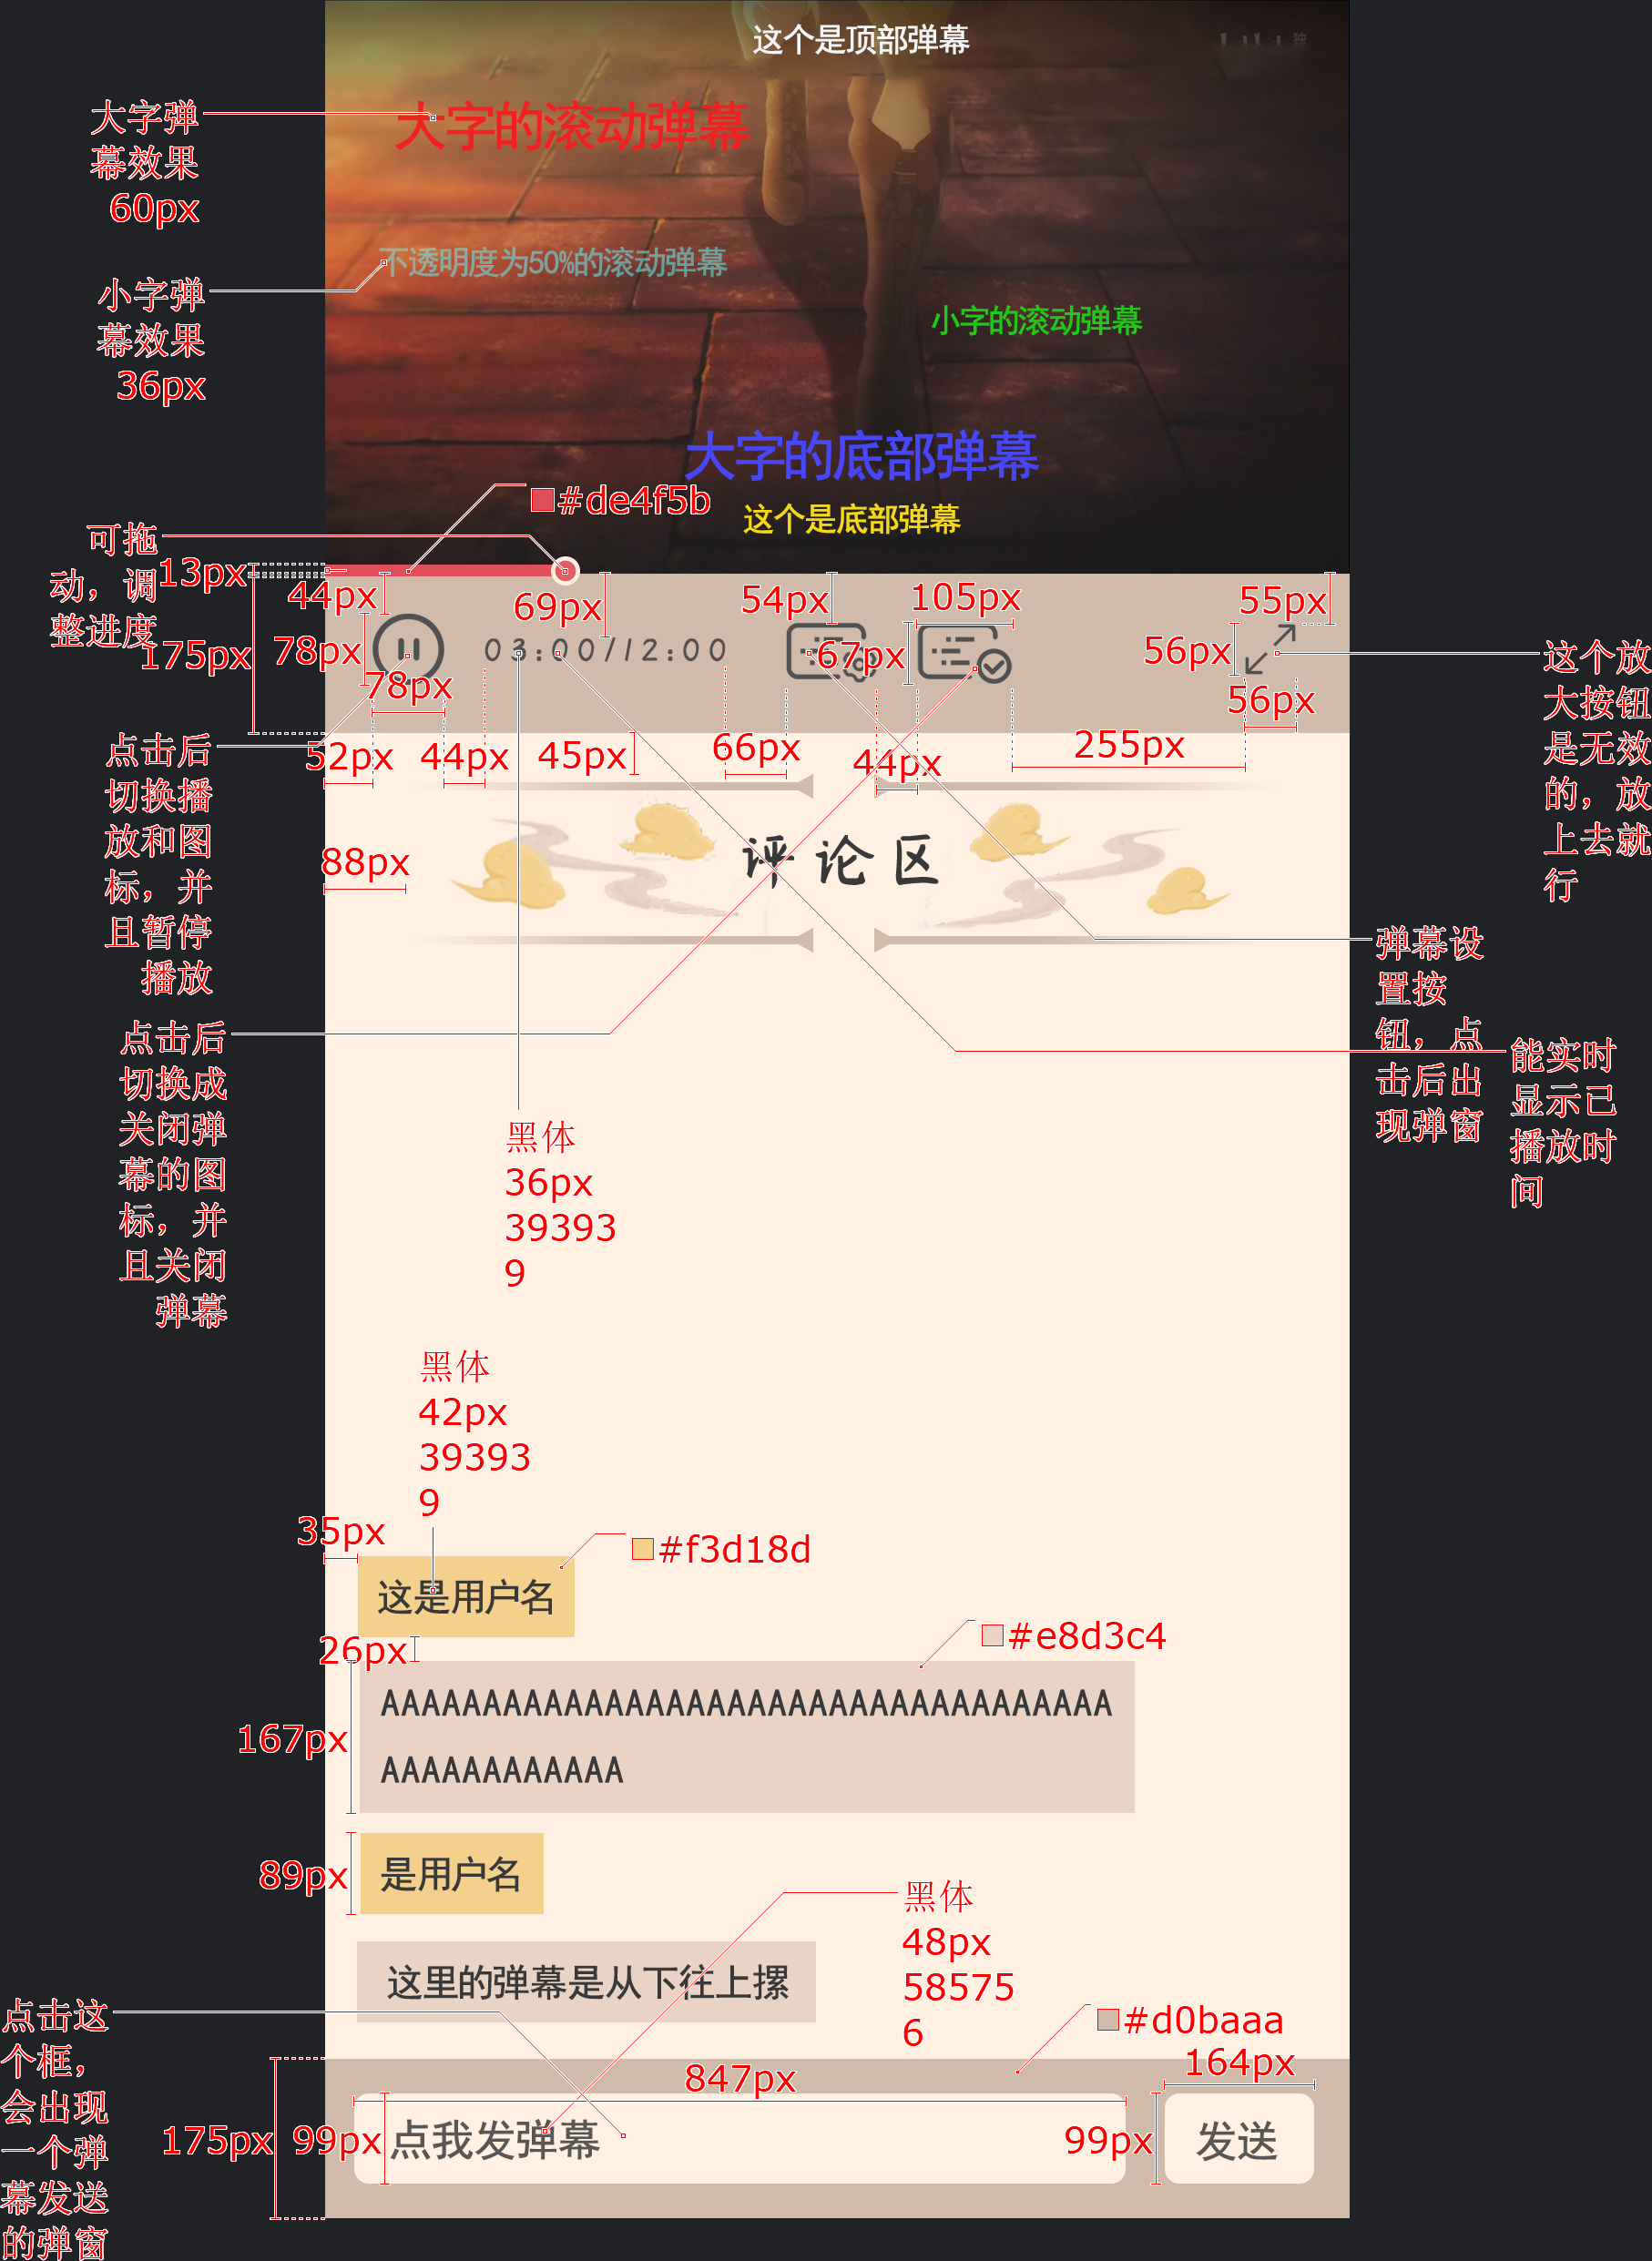 这个是顶部弹幕
独
大字弹
幕效果
60px
大字的滚动弹幕
小字弹
幕效果
36px
不透明度为50%的滚动弹幕
小字的滚动弹幕
大字的底部弹幕
#de4f5b
这个是底部弹幕
可拖
动，调
整进度
13px
175px
44px
69px
54px
105px
55px
78px
03:00/12:00
67px
56px
78px
56px
这个放
大按钮
是无效
的，放
上去就
行
52px
44px
45px
66px
44px
255px
点击后
切换播
放和图
标，并
且暂停
播放
88px
评论区
弹幕设
置按
钮，点
击后出
现弹窗
点击后
切换成
关闭弹
幕的图
标，并
且关闭
弹幕
能实时
显示已
播放时
间
黑体
36px
39393
9
黑体
42px
39393
9
35px
#f3d18d
这是用户名
26px
#e8d3c4
167px
AAAAAAAAAAAAAAAAAAAAAAAAAAAAAAAAAAAA
AAAAAAAAAAAA
89px
是用户名
黑体
48px
58575
6
这里的弹幕是从下往上摞
点击这
个框，
会出现
一个弹
幕发送
的弹窗
#d0baaa
847px
164px
175px
99px
点我发弹幕
99px
发送